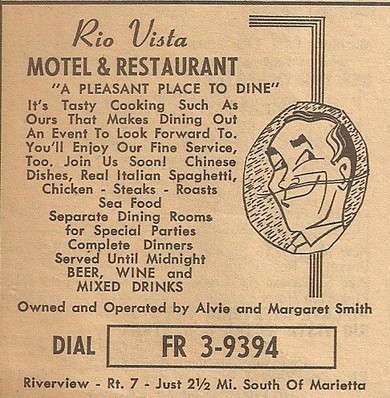 Rio Vista
MOTEL & RESTAURANT
"A PLEASANT PLACE TO DINE"
It's Tasty Cooking Such As
Ours That Makes Dining Out
An Event To Look Forward To.
You'll Enjoy Our Fine Service,
Too. Join Us Soon! Chinese
Dishes, Real Italian Spaghetti,
Chicken - Steaks - Roasts
Sea Food
Separate Dining Rooms
for Special Parties
Complete Dinners
Served Until Midnight
BEER, WINE and
MIXED DRINKS
Owned and Operated by Alvie and Margaret Smith
DIAL FR 3-9394
Riverview - Rt. 7 - Just 2½ Mi. South Of Marietta